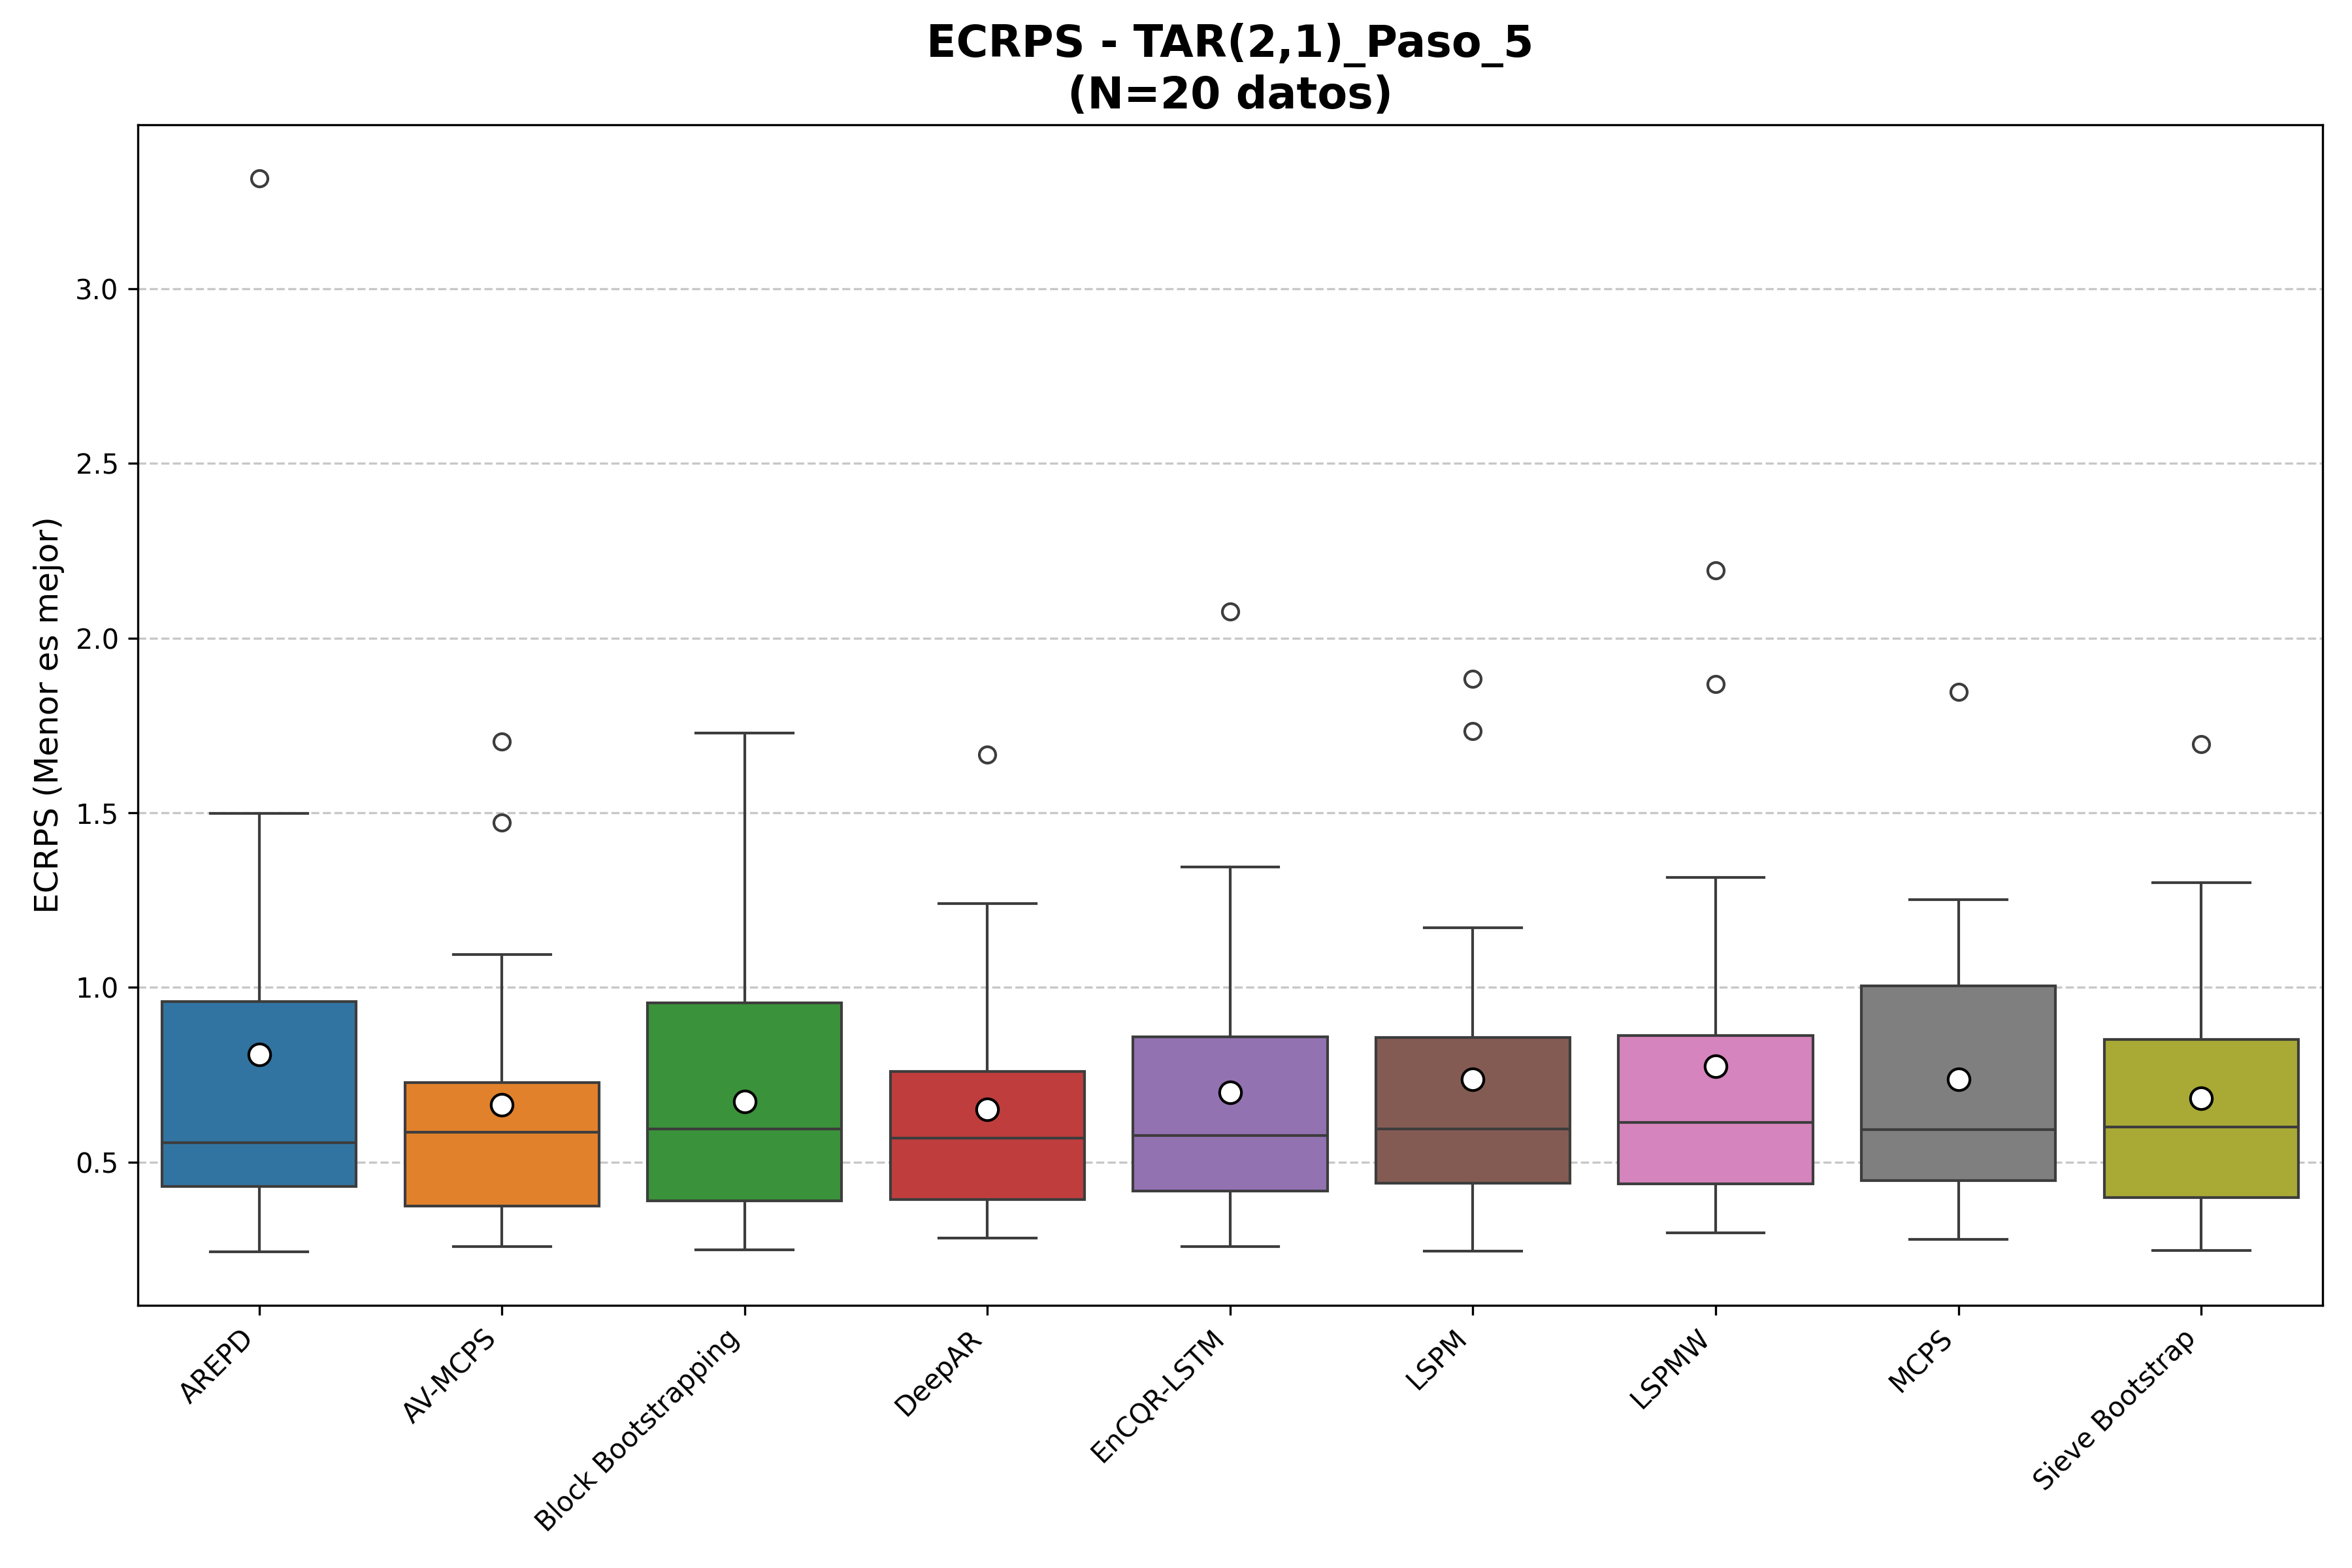 ECRPS - TAR(2,1)_Paso_5
(N=20 datos)
ECRPS (Menor es mejor)
3.0
2.5
2.0
1.5
1.0
0.5
AREPD
AV-MCPS
Block Bootstrapping
DeepAR
EnCQR-LSTM
LSPM
LSPMW
MCPS
Sieve Bootstrap